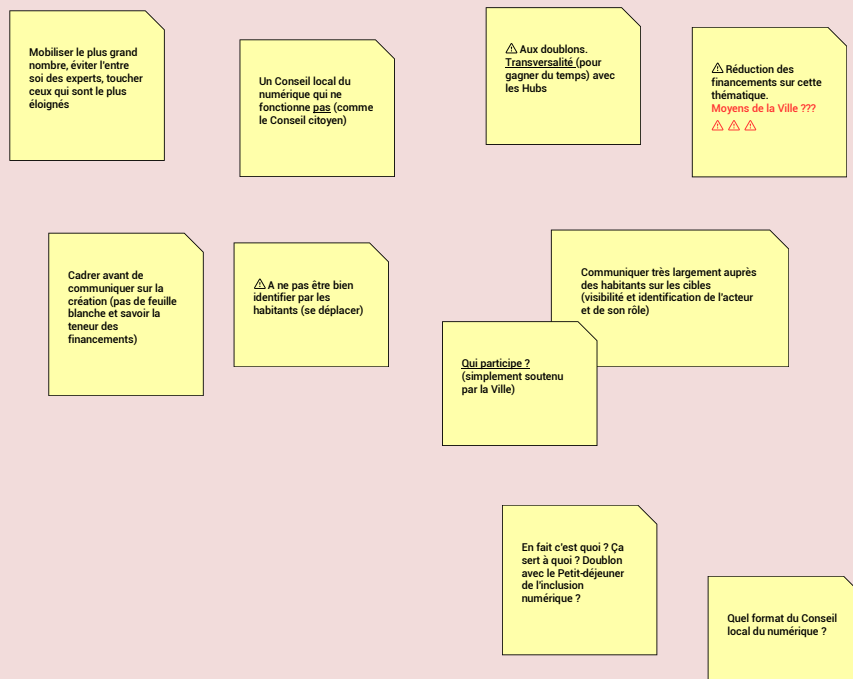 Mobiliser le plus grand
nombre, éviter l'entre
soi des experts, toucher
ceux qui sont le plus
éloignés
Un Conseil local du
numérique qui ne
fonctionne pas (comme
le Conseil citoyen)
⚠ Aux doublons.
Transversalité (pour
gagner du temps) avec
les Hubs
⚠ Réduction des
financements sur cette
thématique.
Moyens de la Ville ???
⚠ ⚠ ⚠
Cadrer avant de
communiquer sur la
création (pas de feuille
blanche et savoir la
teneur des
financements)
⚠ A ne pas être bien
identifier par les
habitants (se déplacer)
Communiquer très largement auprès
des habitants sur les cibles
(visibilité et identification de l'acteur
et de son rôle)
Qui participe ?
(simplement soutenu
par la Ville)
En fait c'est quoi ? Ça
sert à quoi ? Doublon
avec le Petit-déjeuner
de l'inclusion
numérique ?
Quel format du Conseil
local du numérique ?